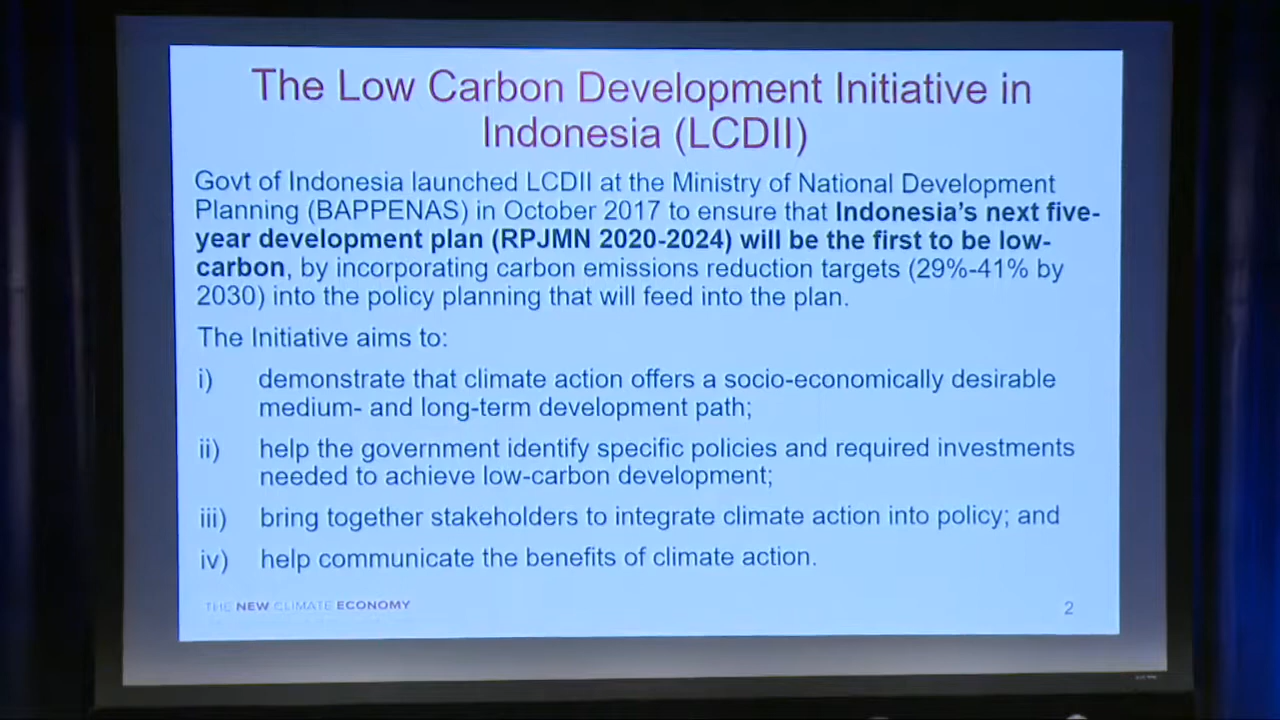 The Low Carbon Development Initiative in
Indonesia (LCDII)
Govt of Indonesia launched LCDII at the Ministry of National Development
Planning (BAPPENAS) in October 2017 to ensure that Indonesia's next five-
year development plan (RPJMN 2020-2024) will be the first to be low-
carbon, by incorporating carbon emissions reduction targets (29%-41% by
2030) into the policy planning that will feed into the plan.
The Initiative aims to:
i) demonstrate that climate action offers a socio-economically desirable
medium- and long-term development path;
ii) help the government identify specific policies and required investments
needed to achieve low-carbon development;
iii) bring together stakeholders to integrate climate action into policy; and
iv) help communicate the benefits of climate action.
THE NEW CLIMATE ECONOMY
2